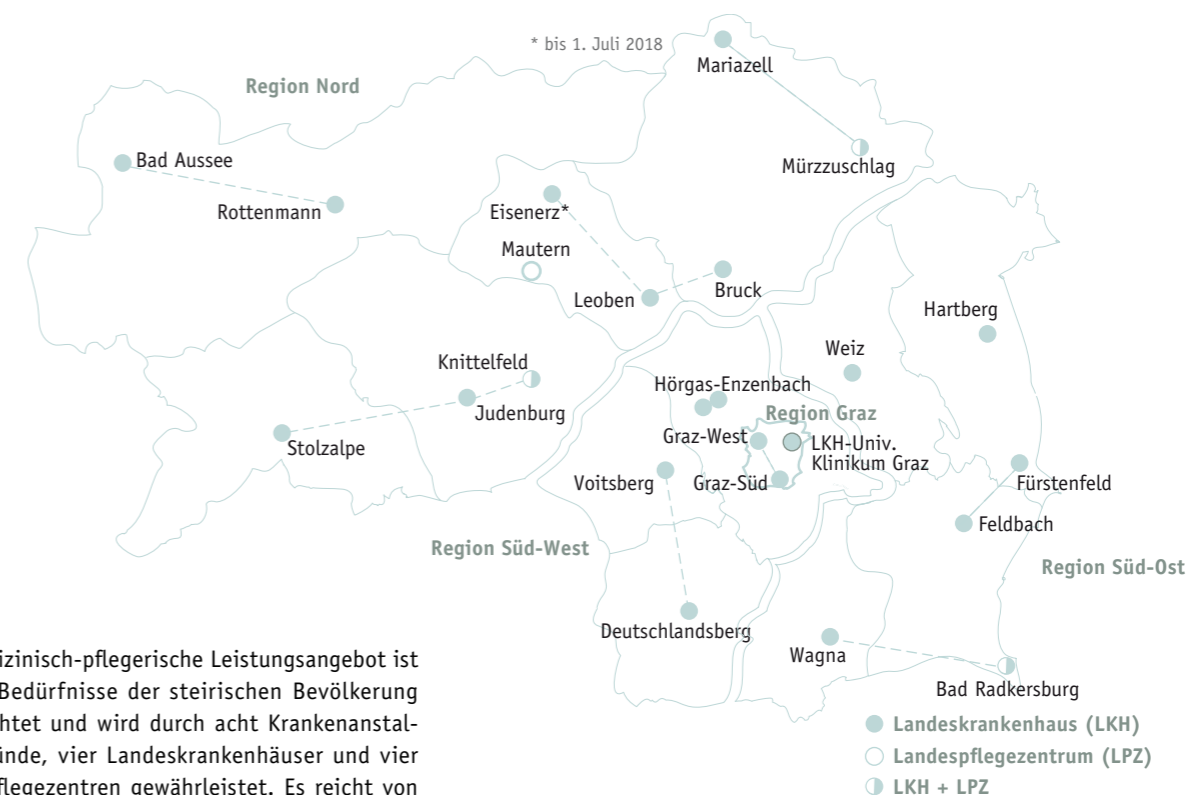 * bis 1. Juli 2018
Mariazell
Region Nord
Bad Aussee
Mürzzuschlag
Rottenmann
Eisenerz*
Mautern
Leoben
Bruck
Hartberg
Weiz
Knittelfeld
Hörgas-Enzenbach
Judenburg
Region Graz
Stolzalpe
Graz-West
LKH-Univ.
Klinikum Graz
Voitsberg
Graz-Süd
Fürstenfeld
Feldbach
Region Süd-West
Region Süd-Ost
Deutschlandsberg
Wagna
Bad Radkersburg
izinisch-pflegerische Leistungsangebot ist
Bedürfnisse der steirischen Bevölkerung
htet und wird durch acht Krankenanstal-
ünde, vier Landeskrankenhäuser und vier
flegezentren gewährleistet. Es reicht von
Landeskrankenhaus (LKH)
Landespflegezentrum (LPZ)
LKH + LPZ